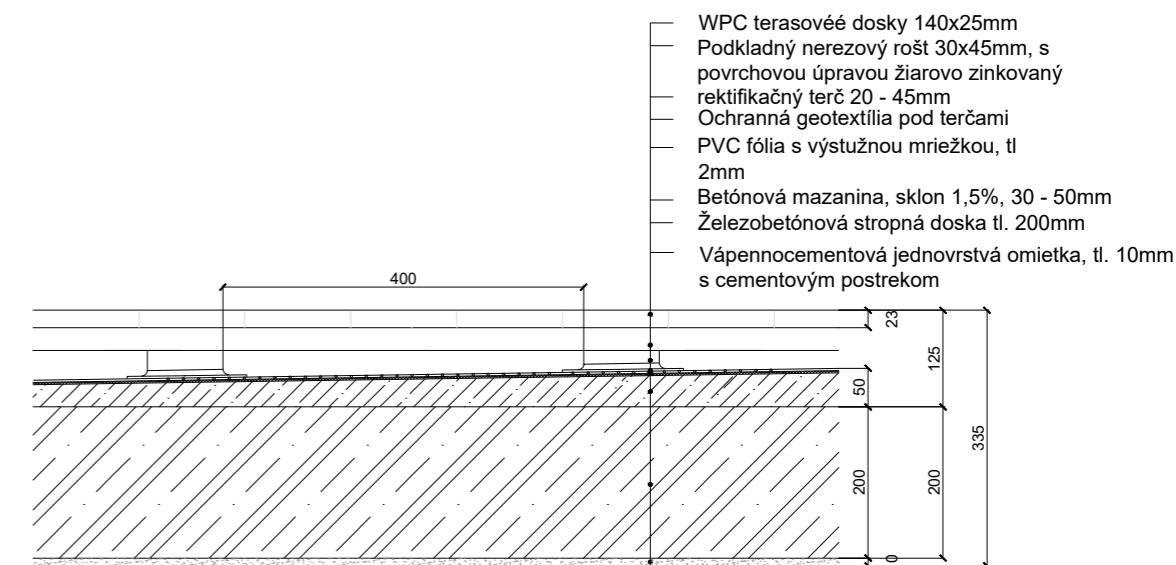 WPC terasovéé dosky 140x25mm
Podkladný nerezový rošt 30x45mm, s
povrchovou úpravou žiarovo zinkovaný
rektifikačný terč 20 - 45mm
Ochranná geotextília pod terčami
PVC fólia s výstužnou mriežkou, tl
2mm
Betónová mazanina, sklon 1,5%, 30 - 50mm
Železobetónová stropná doska tl. 200mm
Vápennocementová jednovrstvá omietka, tl. 10mm
s cementovým postrekom
400
23
125
50
335
200
200